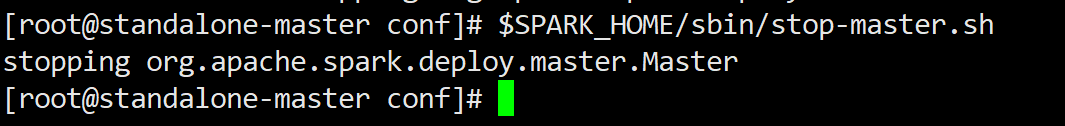 [root@standalone-master conf]# $SPARK_HOME/sbin/stop-master.sh
stopping org.apache.spark.deploy.master.Master
[root@standalone-master conf]#